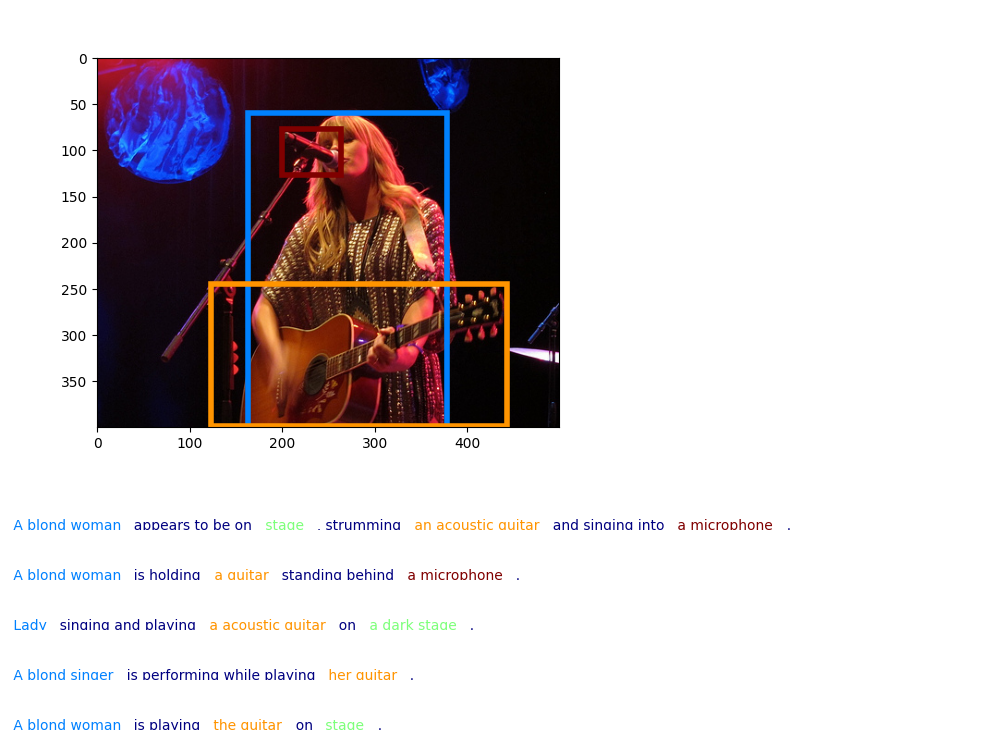 0
50
100
150
200
250
300
350
0 100 200 300 400
A blond woman appears to be on stage , strumming an acoustic guitar and singing into a microphone .
A blond woman is holding a guitar standing behind a microphone .
Lady singing and playing a acoustic guitar on a dark stage .
A blond singer is performing while playing her guitar .
A blond woman is playing the guitar on stage .